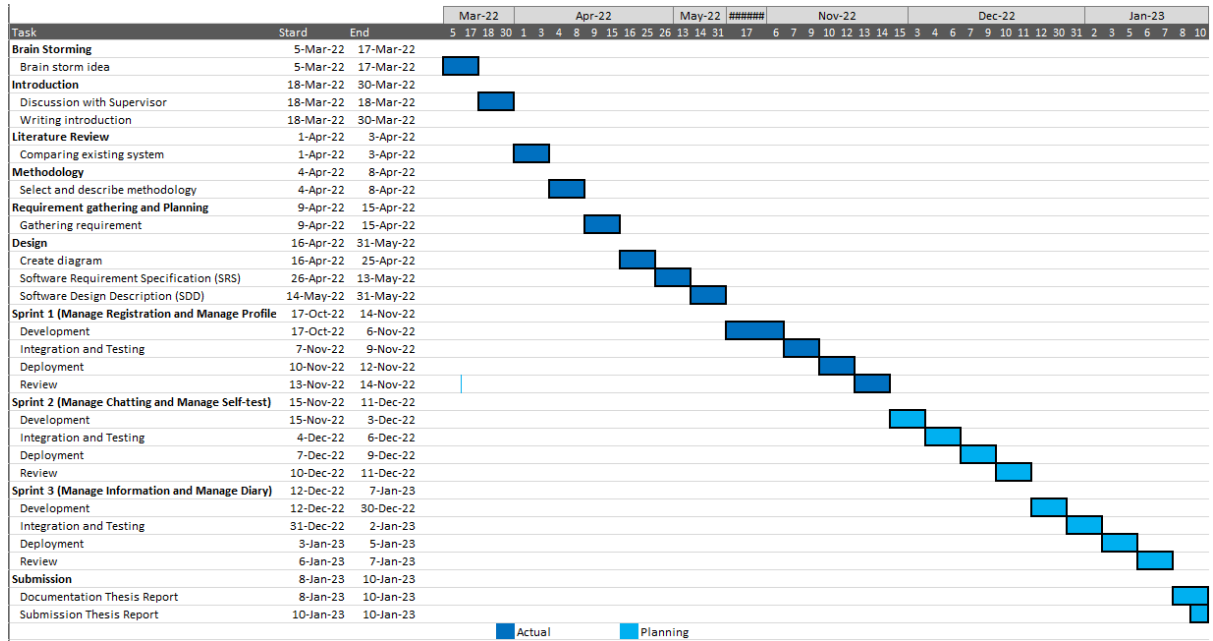 Mar-22 Apr-22 May-22 ###### Nov-22 Dec-22 Jan-23
Task Stard End 5 17 18 30 1 3 4 8 9 15 16 25 26 13 14 31 17 6 7 9 10 12 13 14 15 3 4 6 7 9 10 11 12 30 31 2 3 5 6 7 8 10
Brain Storming 5-Mar-22 17-Mar-22
Brain storm idea 5-Mar-22 17-Mar-22
Introduction 18-Mar-22 30-Mar-22
Discussion with Supervisor 18-Mar-22 18-Mar-22
Writing introduction 18-Mar-22 30-Mar-22
Literature Review 1-Apr-22 3-Apr-22
Comparing existing system 1-Apr-22 3-Apr-22
Methodology 4-Apr-22 8-Apr-22
Select and describe methodology 4-Apr-22 8-Apr-22
Requirement gathering and Planning 9-Apr-22 15-Apr-22
Gathering requirement 9-Apr-22 15-Apr-22
Design 16-Apr-22 31-May-22
Create diagram 16-Apr-22 25-Apr-22
Software Requirement Specification (SRS) 26-Apr-22 13-May-22
Software Design Description (SDD) 14-May-22 31-May-22
Sprint 1 (Manage Registration and Manage Profile 17-Oct-22 14-Nov-22
Development 17-Oct-22 6-Nov-22
Integration and Testing 7-Nov-22 9-Nov-22
Deployment 10-Nov-22 12-Nov-22
Review 13-Nov-22 14-Nov-22
Sprint 2 (Manage Chatting and Manage Self-test) 15-Nov-22 11-Dec-22
Development 15-Nov-22 3-Dec-22
Integration and Testing 4-Dec-22 6-Dec-22
Deployment 7-Dec-22 9-Dec-22
Review 10-Dec-22 11-Dec-22
Sprint 3 (Manage Information and Manage Diary) 12-Dec-22 7-Jan-23
Development 12-Dec-22 30-Dec-22
Integration and Testing 31-Dec-22 2-Jan-23
Deployment 3-Jan-23 5-Jan-23
Review 6-Jan-23 7-Jan-23
Submission 8-Jan-23 10-Jan-23
Documentation Thesis Report 8-Jan-23 10-Jan-23
Submission Thesis Report 10-Jan-23 10-Jan-23
Actual Planning